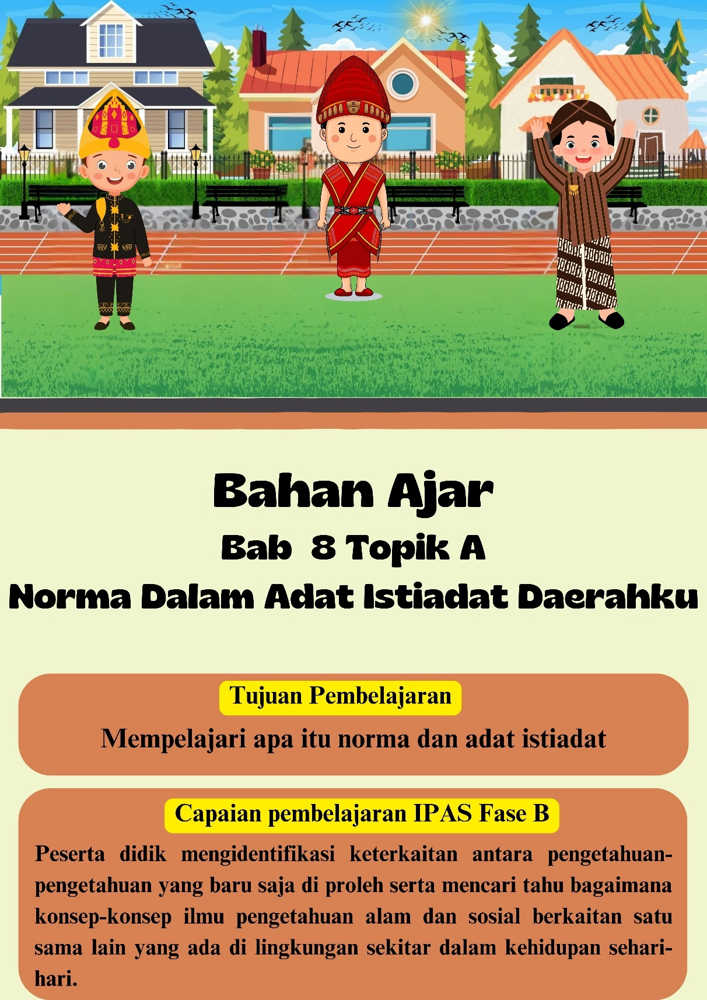 Bahan Ajar
Bab 8 Topik A
Norma Dalam Adat Istiadat Daerahku
Tujuan Pembelajaran
Mempelajari apa itu norma dan adat istiadat
Capaian pembelajaran IPAS Fase B
Peserta didik mengidentifikasi keterkaitan antara pengetahuan-
pengetahuan yang baru saja di proleh serta mencari tahu bagaimana
konsep-konsep ilmu pengetahuan alam dan sosial berkaitan satu
sama lain yang ada di lingkungan sekitar dalam kehidupan sehari-
hari.